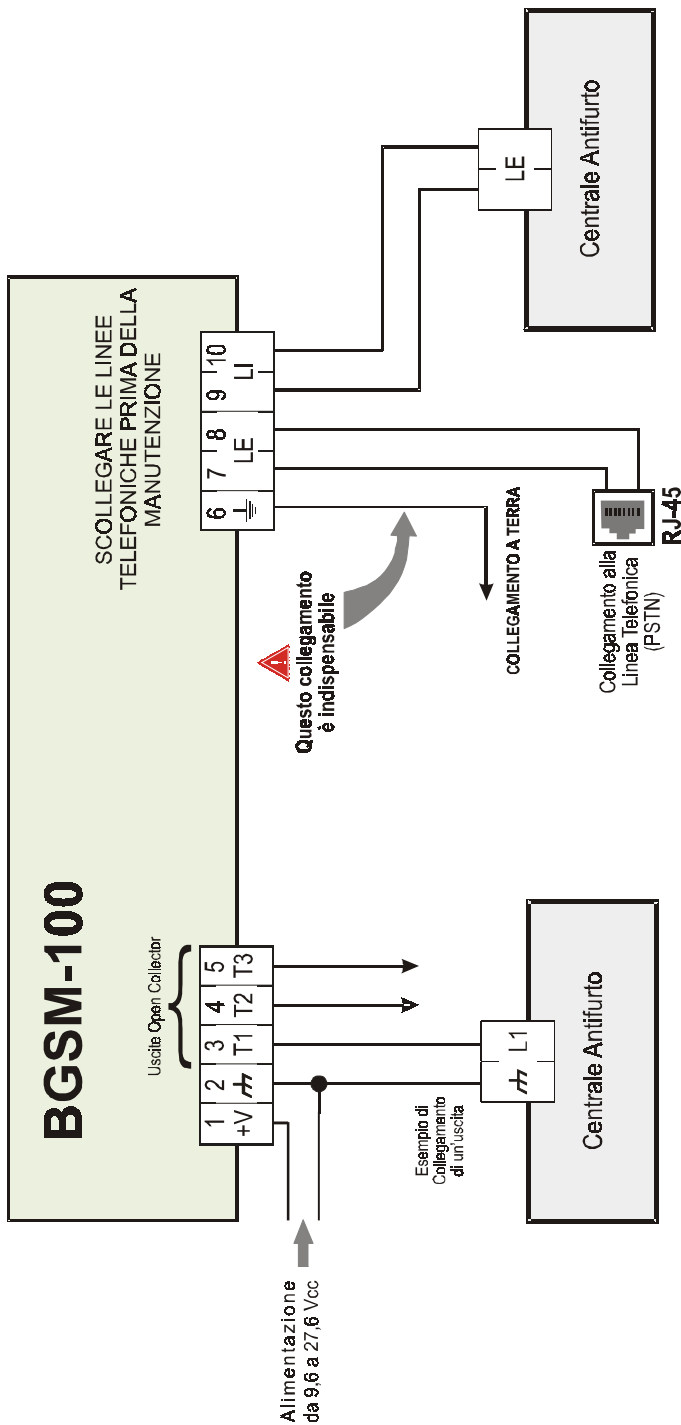 BGSM-100
SCOLLEGARE LE LINEE
TELEFONICHE PRIMA DELLA
MANUTENZIONE
Uscite Open Collector
1 2 3 4 5
+V T1 T2 T3
6 7 8 9 10
LE LI
Alimentazione
da 9,6 a 27,6 Vcc
Questo collegamento
è indispensabile
Esempio di
Collegamento
di un'uscita
L1
Centrale Antifurto
COLLEGAMENTO A TERRA
Collegamento alla
Linea Telefonica
(PSTN)
RJ-45
LE
Centrale Antifurto